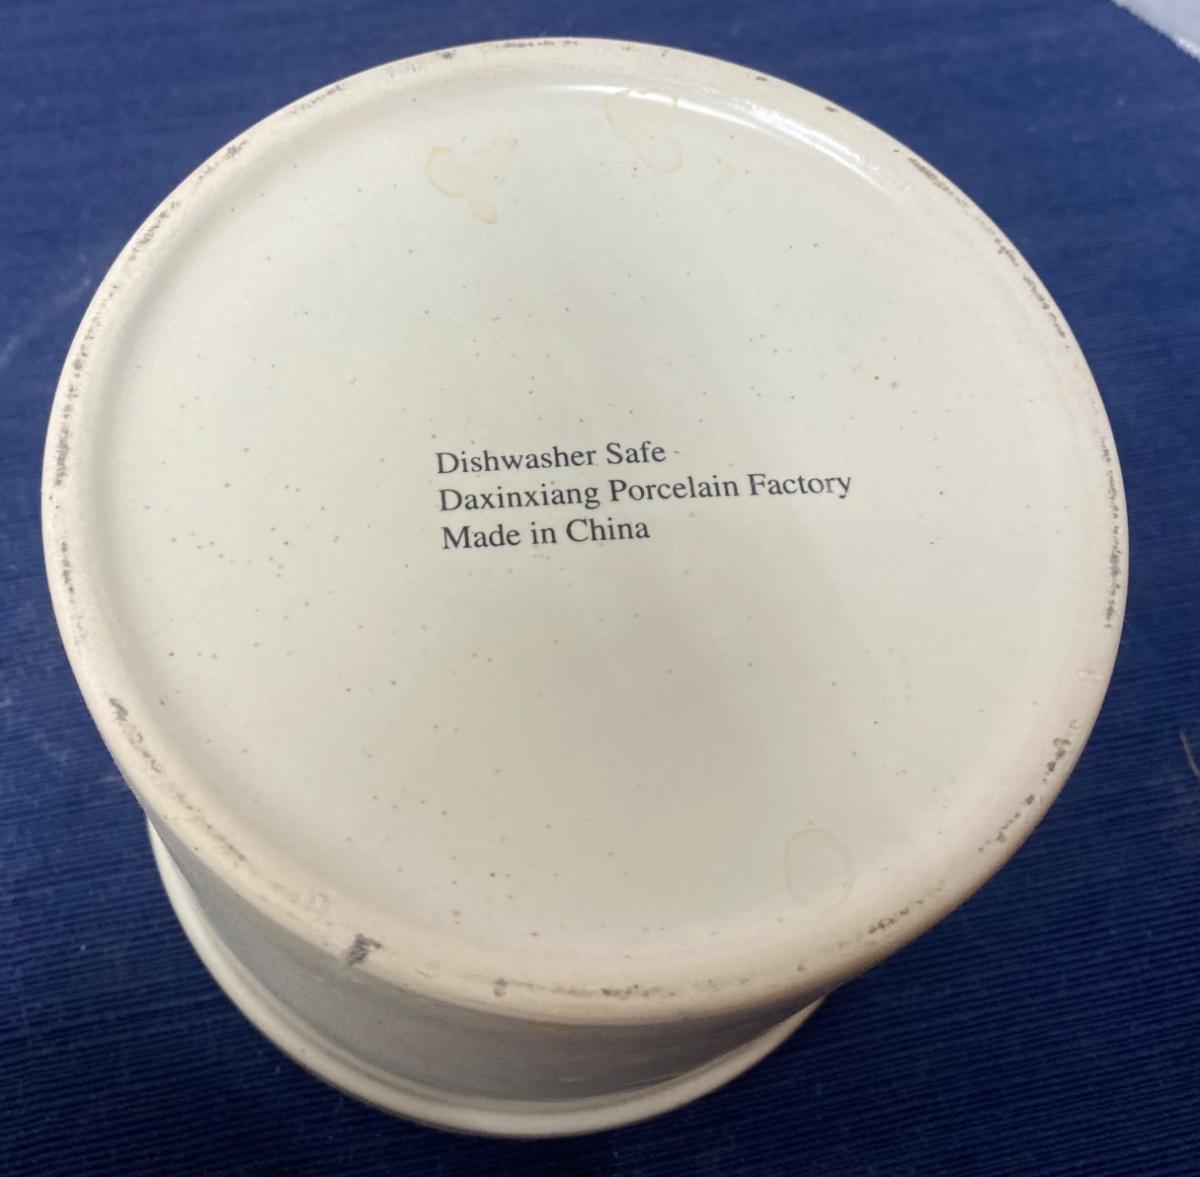 Dishwasher Safe
Daxinxiang Porcelain Factory
Made in China